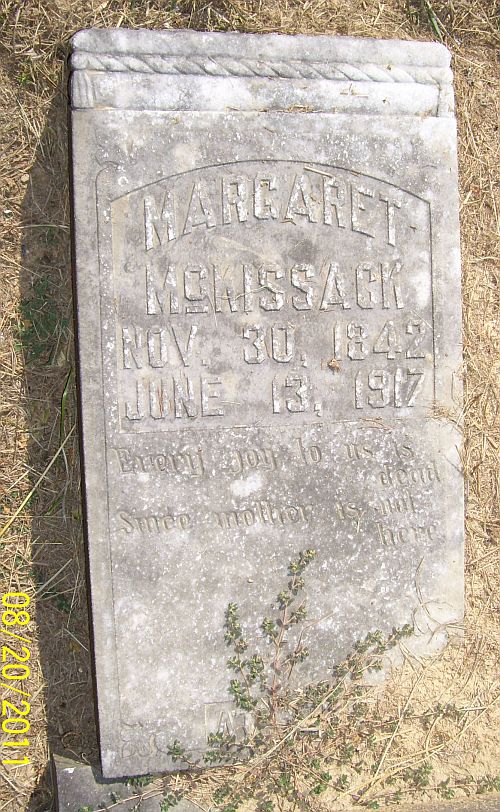 MARGARET
McKISSACK
NOV. 30, 1842
JUNE 13, 1917
Every joy to us is
dead
Since mother is not
here
08/20/2011